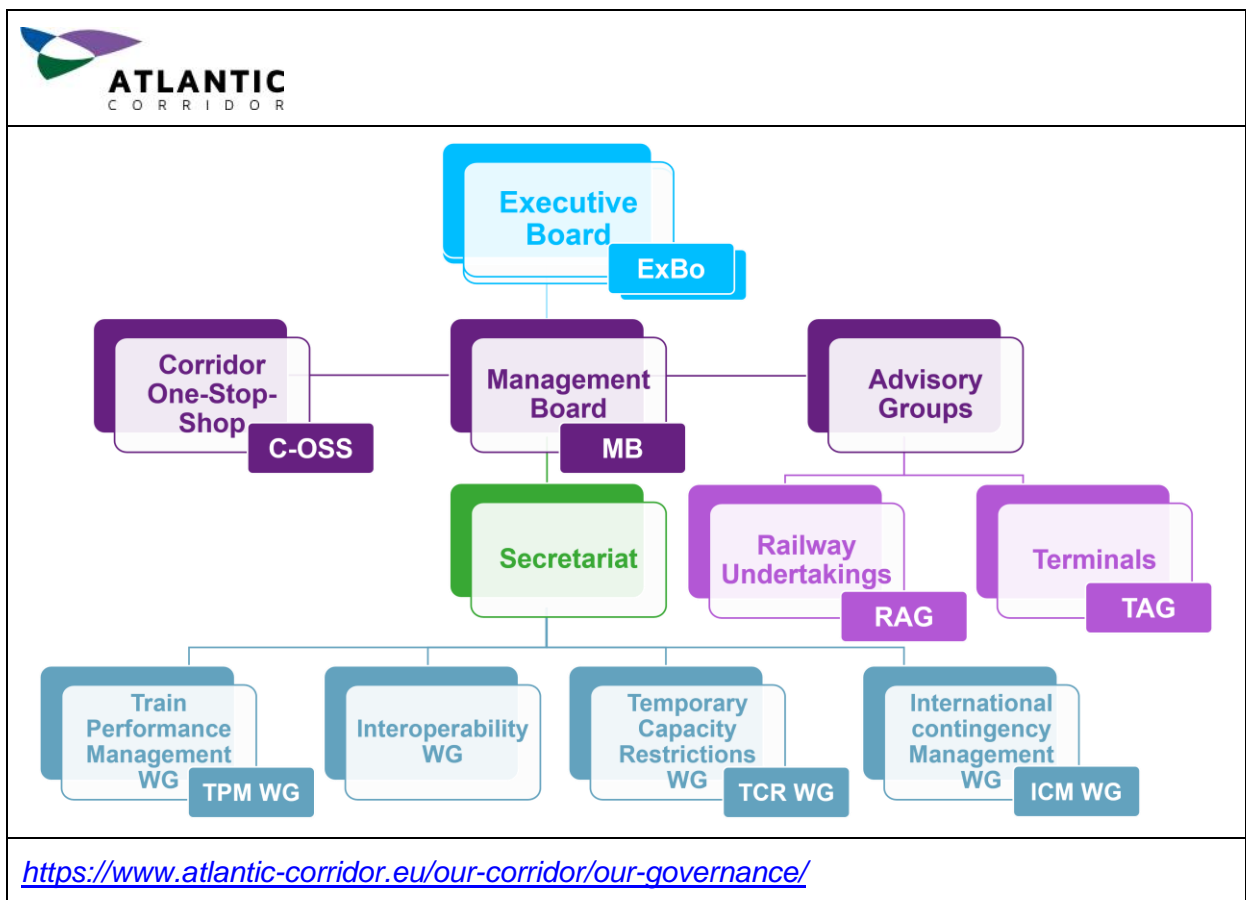 ATLANTIC
CORRIDOR
Executive
Board
ExBo
Corridor
One-Stop-
Shop
C-OSS
Management
Board
MB
Advisory
Groups
Secretariat
Railway
Undertakings
RAG
Terminals
TAG
Train
Performance
Management
WG
TPM WG
Interoperability
WG
Temporary
Capacity
Restrictions
WG
TCR WG
International
contingency
Management
WG
ICM WG
https://www.atlantic-corridor.eu/our-corridor/our-governance/